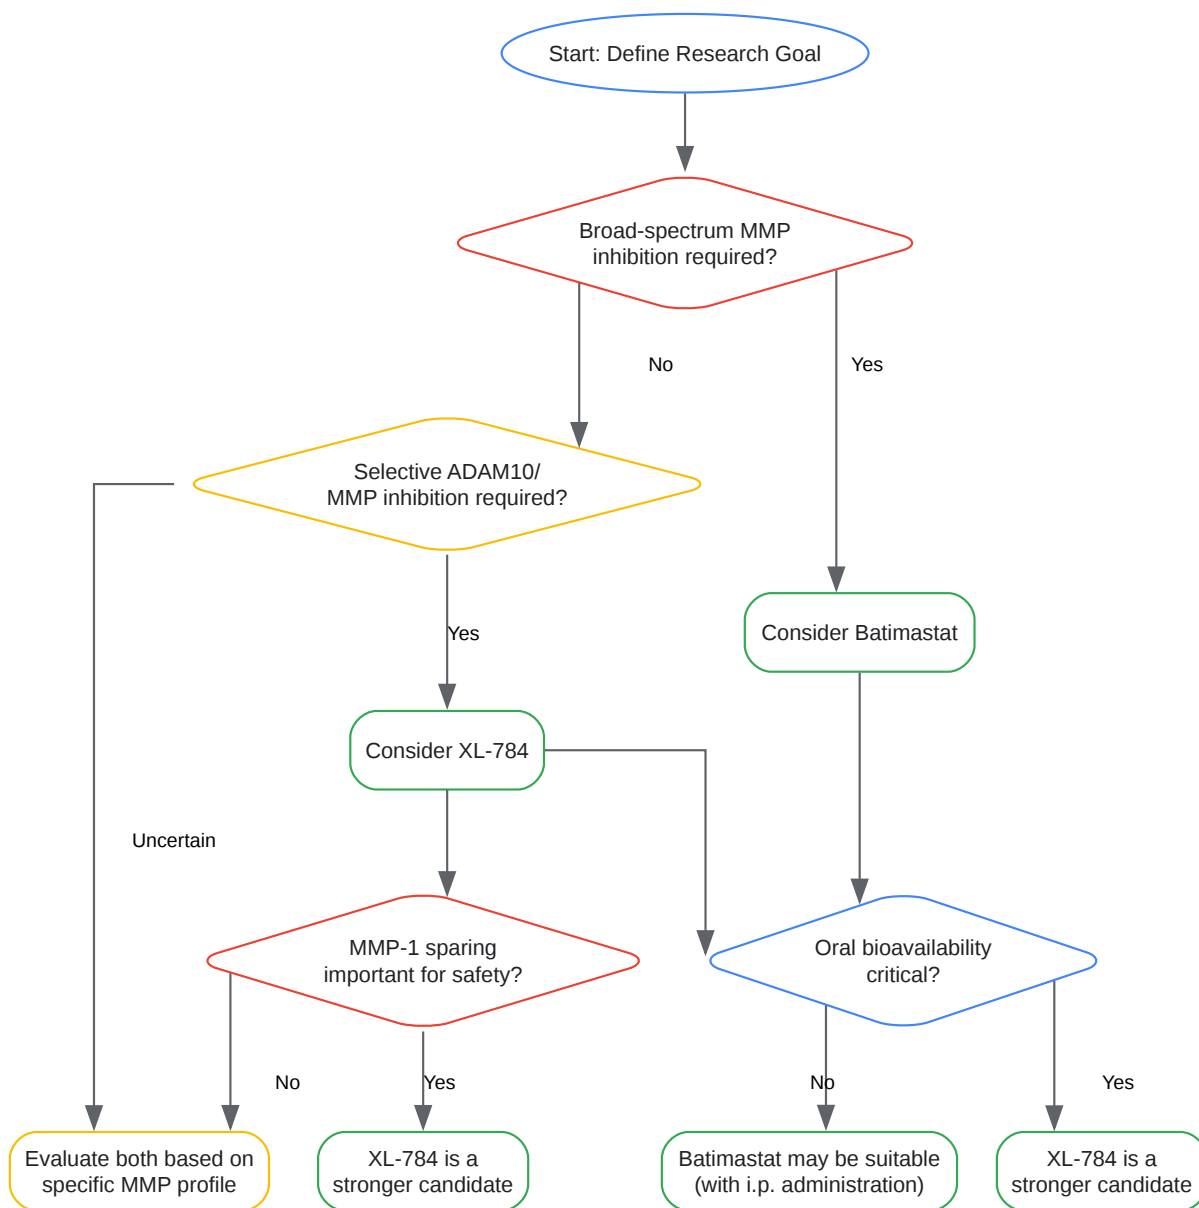 Start: Define Research Goal
Broad-spectrum MMP
inhibition required?
No
Yes
Selective ADAM10/
MMP inhibition required?
Yes
Consider Batimastat
Consider XL-784
Uncertain
MMP-1 sparing
important for safety?
Oral bioavailability
critical?
No
Yes
No
Yes
Evaluate both based on
specific MMP profile
XL-784 is a
stronger candidate
Batimastat may be suitable
(with i.p. administration)
XL-784 is a
stronger candidate